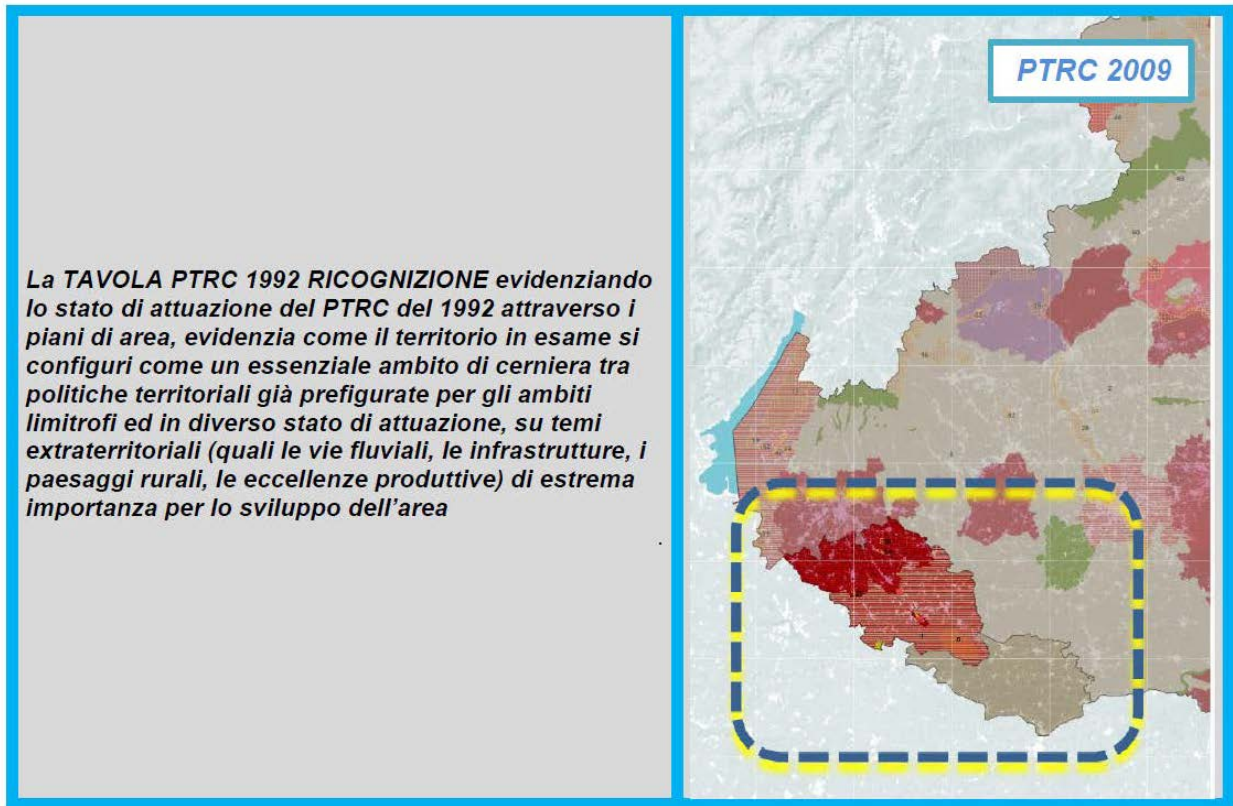 PTRC 2009
La TAVOLA PTRC 1992 RICOGNIZIONE evidenziando
lo stato di attuazione del PTRC del 1992 attraverso i
piani di area, evidenzia come il territorio in esame si
configuri come un essenziale ambito di cerniera tra
politiche territoriali già prefigurate per gli ambiti
limitrofi ed in diverso stato di attuazione, su temi
extraterritoriali (quali le vie fluviali, le infrastrutture, i
paesaggi rurali, le eccellenze produttive) di estrema
importanza per lo sviluppo dell'area
.